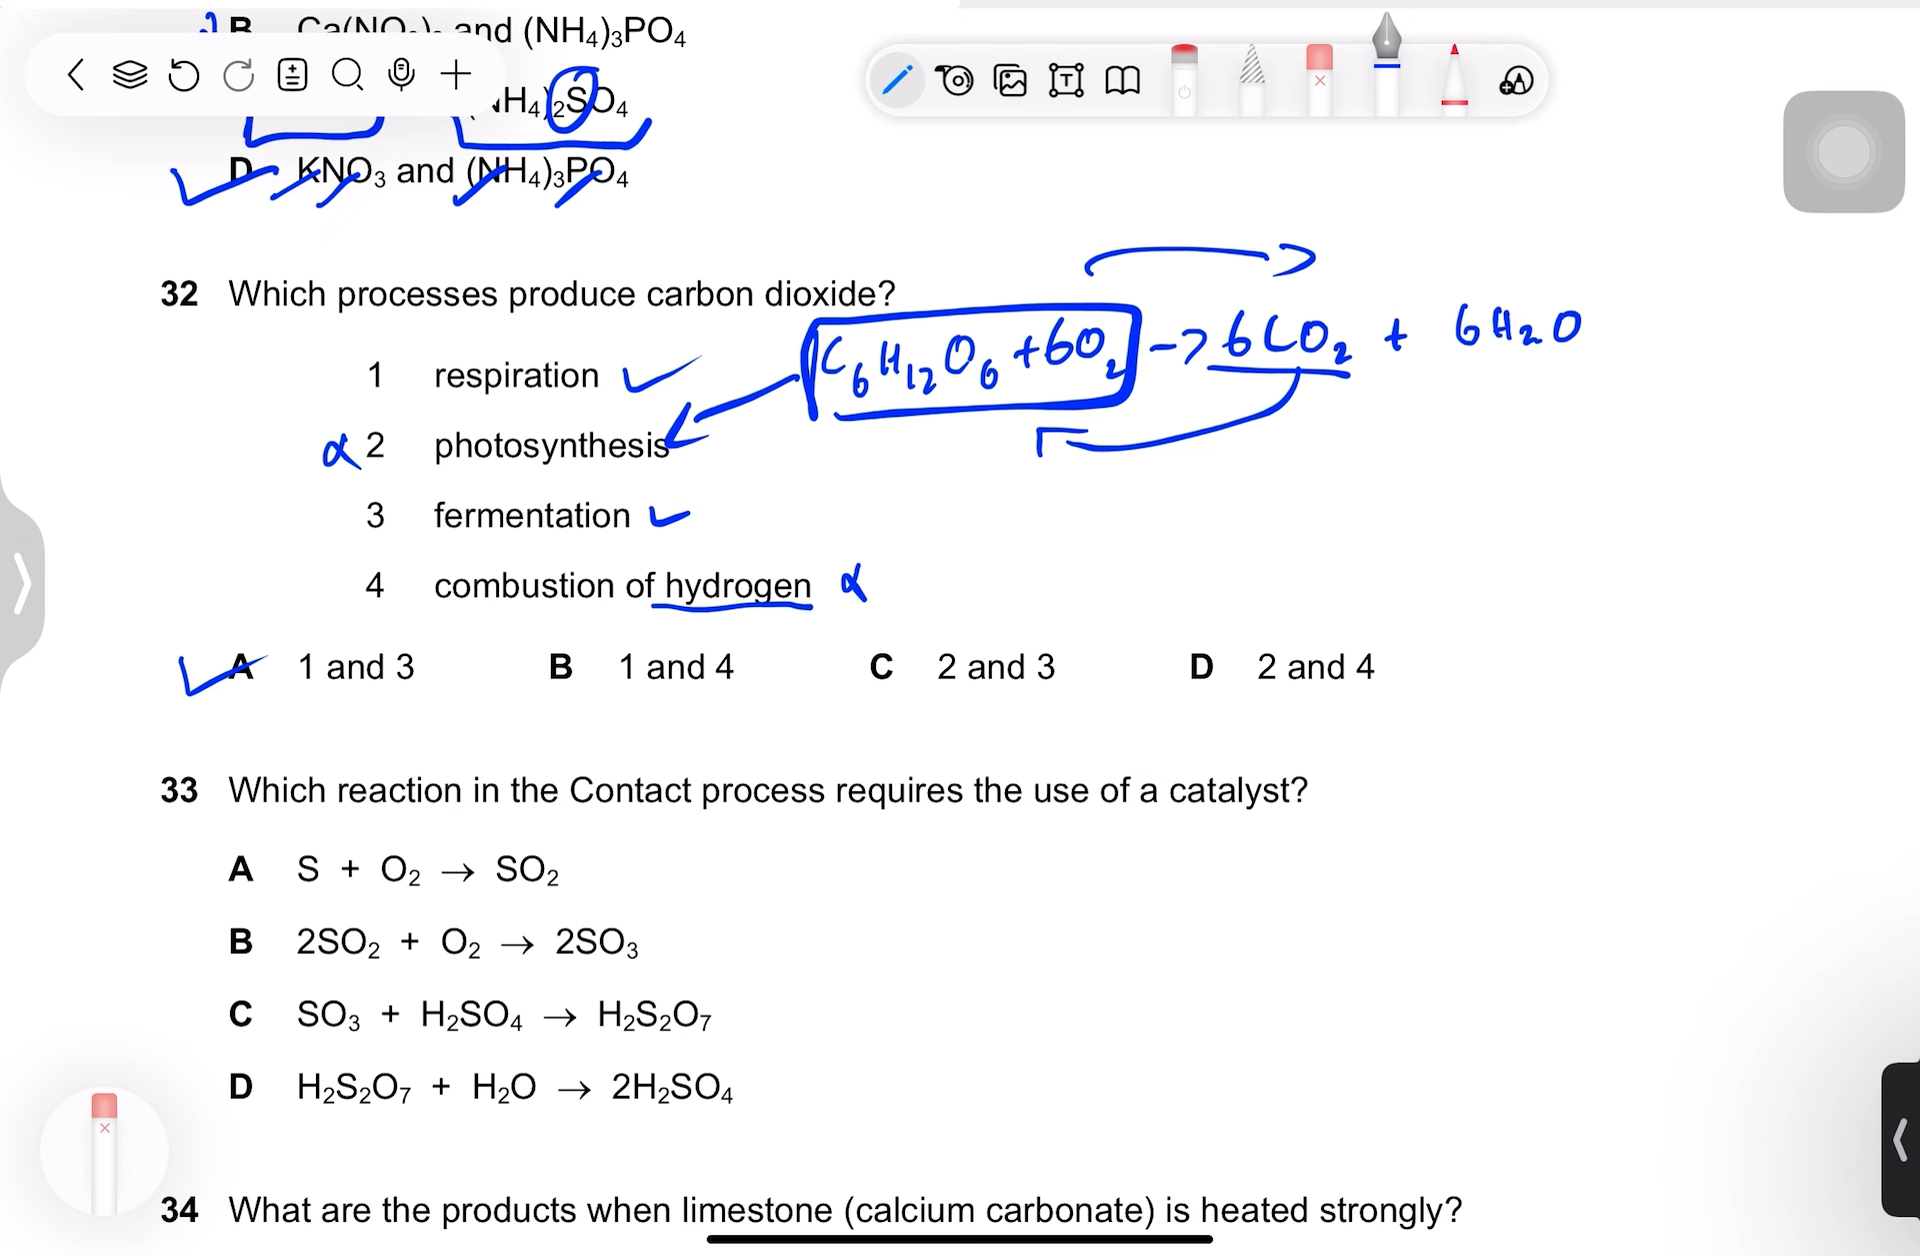 B Ca(NO3)2 and (NH4)3PO4
H4)2SO4
D KNO3 and (NH4)3PO4
32 Which processes produce carbon dioxide?
C6H12O6 +6O2 -> 6CO2 + 6H2O
1 respiration
2 photosynthesis
3 fermentation
4 combustion of hydrogen
A 1 and 3 B 1 and 4 C 2 and 3 D 2 and 4
33 Which reaction in the Contact process requires the use of a catalyst?
A S + O2 → SO2
B 2SO2 + O2 → 2SO3
C SO3 + H2SO4 → H2S2O7
D H2S2O7 + H2O → 2H2SO4
34 What are the products when limestone (calcium carbonate) is heated strongly?